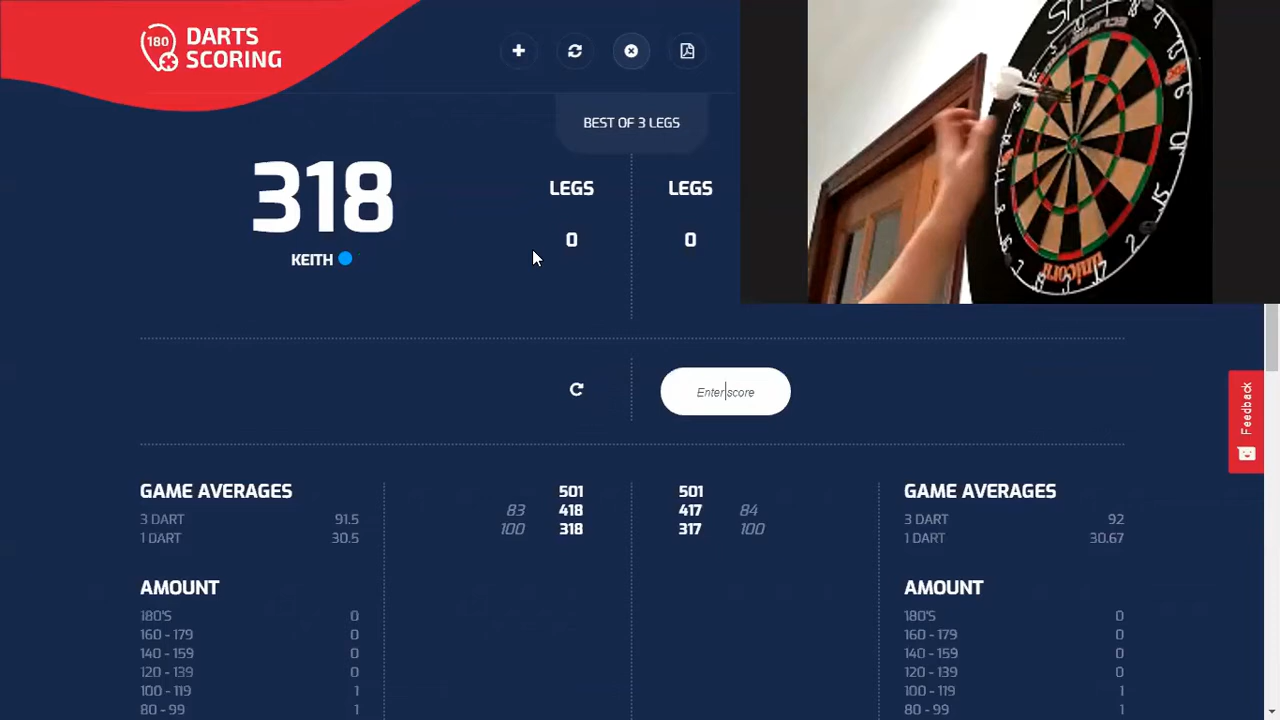 180
DARTS
SCORING
BEST OF 3 LEGS
318
KEITH
LEGS
0
LEGS
0
Enter score
Feedback
GAME AVERAGES
3 DART 91.5
1 DART 30.5
AMOUNT
180'S 0
160 - 179 0
140 - 159 0
120 - 139 0
100 - 119 1
80 - 99 1
501
83 418
100 318
501
417 84
317 100
GAME AVERAGES
3 DART 92
1 DART 30.67
AMOUNT
180'S 0
160 - 179 0
140 - 159 0
120 - 139 0
100 - 119 1
80 - 99 1
unicorn
6
10
15
2